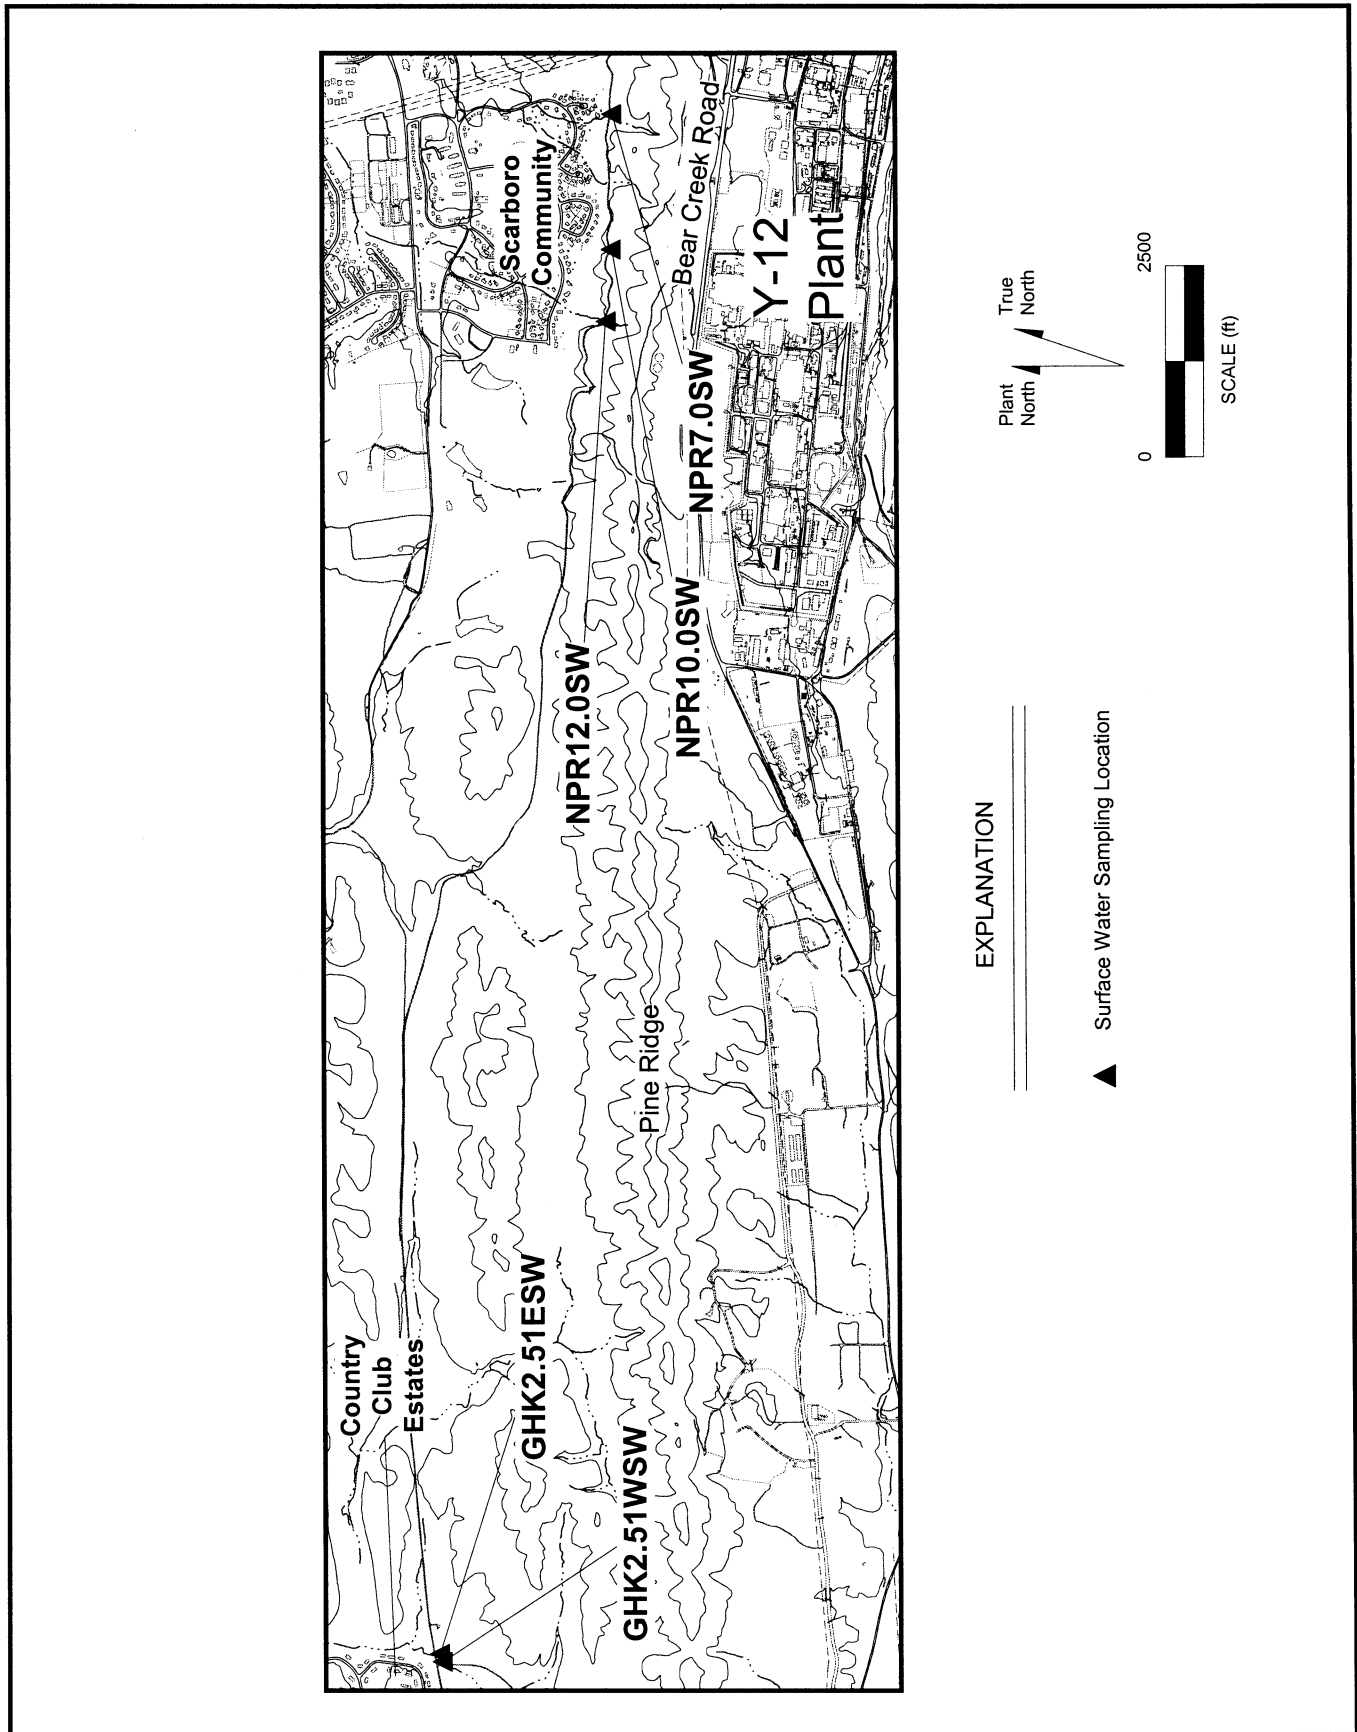 Country
Club
Estates
GHK2.51ESW
GHK2.51WSW
Pine Ridge
NPR12.0SW
NPR10.0SW
NPR7.0SW
Scarboro
Community
Bear Creek Road
Y-12
Plant
EXPLANATION
Surface Water Sampling Location
Plant
North
True
North
0
2500
SCALE (ft)